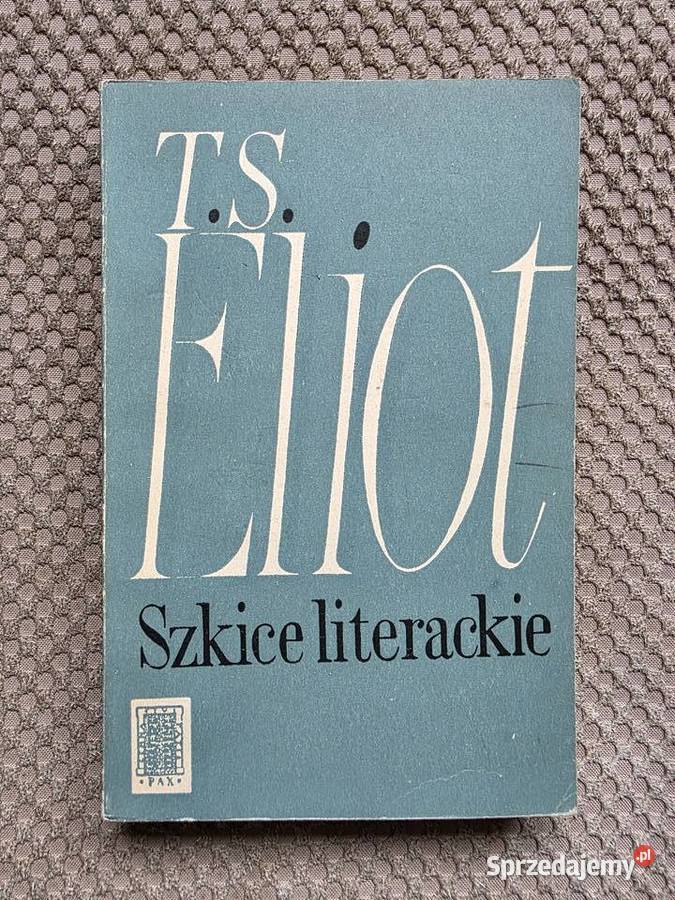 T.S.
Eliot
Szkice literackie
• PAX •
Sprzedajemy.pl